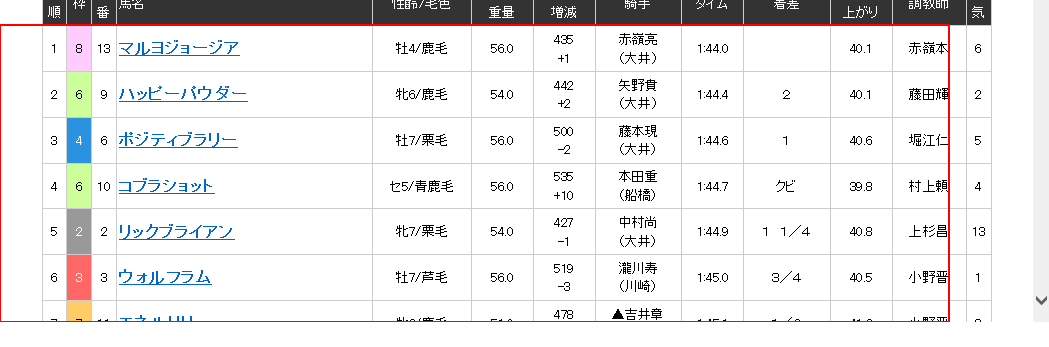 順 枠 番 馬名 性齢/毛色 重量 増減 騎手 タイム 着差 上がり 調教師 気
1 8 13 マルヨジョージア 牡4/鹿毛 56.0 435 +1 赤嶺亮 （大井） 1:44.0 40.1 赤嶺本 6
2 6 9 ハッピーパウダー 牝6/鹿毛 54.0 442 +2 矢野貴 （大井） 1:44.4 2 40.1 藤田輝 2
3 4 6 ポジティブラリー 牡7/栗毛 56.0 500 -2 藤本現 （大井） 1:44.6 1 40.6 堀江仁 5
4 6 10 コブラショット セ5/青鹿毛 56.0 535 +10 本田重 （船橋） 1:44.7 クビ 39.8 村上頼 4
5 2 2 リックブライアン 牝7/栗毛 54.0 427 -1 中村尚 （大井） 1:44.9 1 1／4 40.8 上杉昌 13
6 3 3 ウォルフラム 牡7/芦毛 56.0 519 -3 瀧川寿 （川崎） 1:45.0 3／4 40.5 小野晋 1
478 ▲吉井章